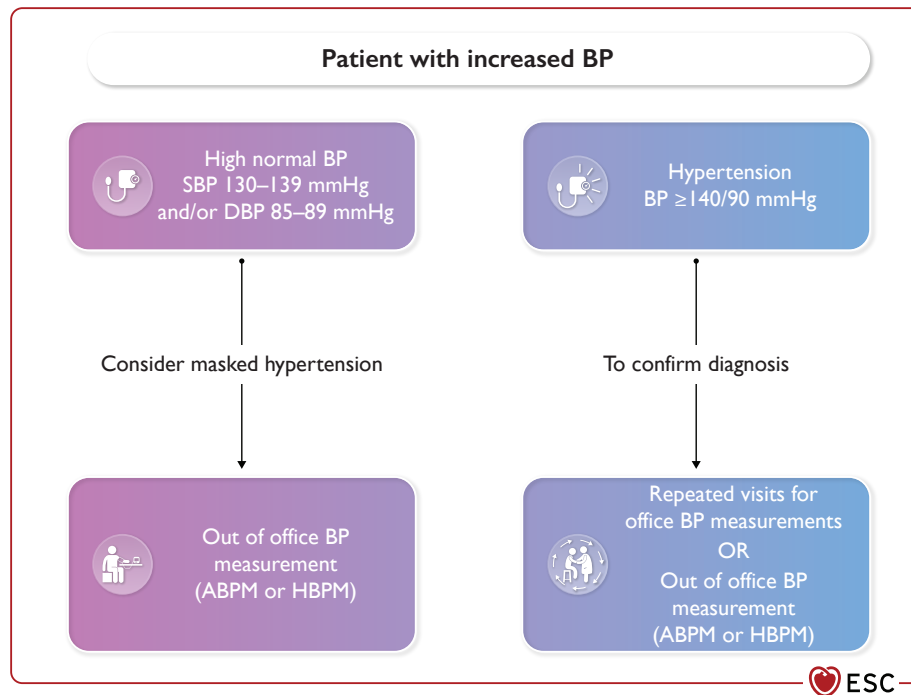 Patient with increased BP
High normal BP
SBP 130–139 mmHg
and/or DBP 85–89 mmHg
Hypertension
BP ≥140/90 mmHg
Consider masked hypertension
To confirm diagnosis
Out of office BP
measurement
(ABPM or HBPM)
Repeated visits for
office BP measurements
OR
Out of office BP
measurement
(ABPM or HBPM)
ESC